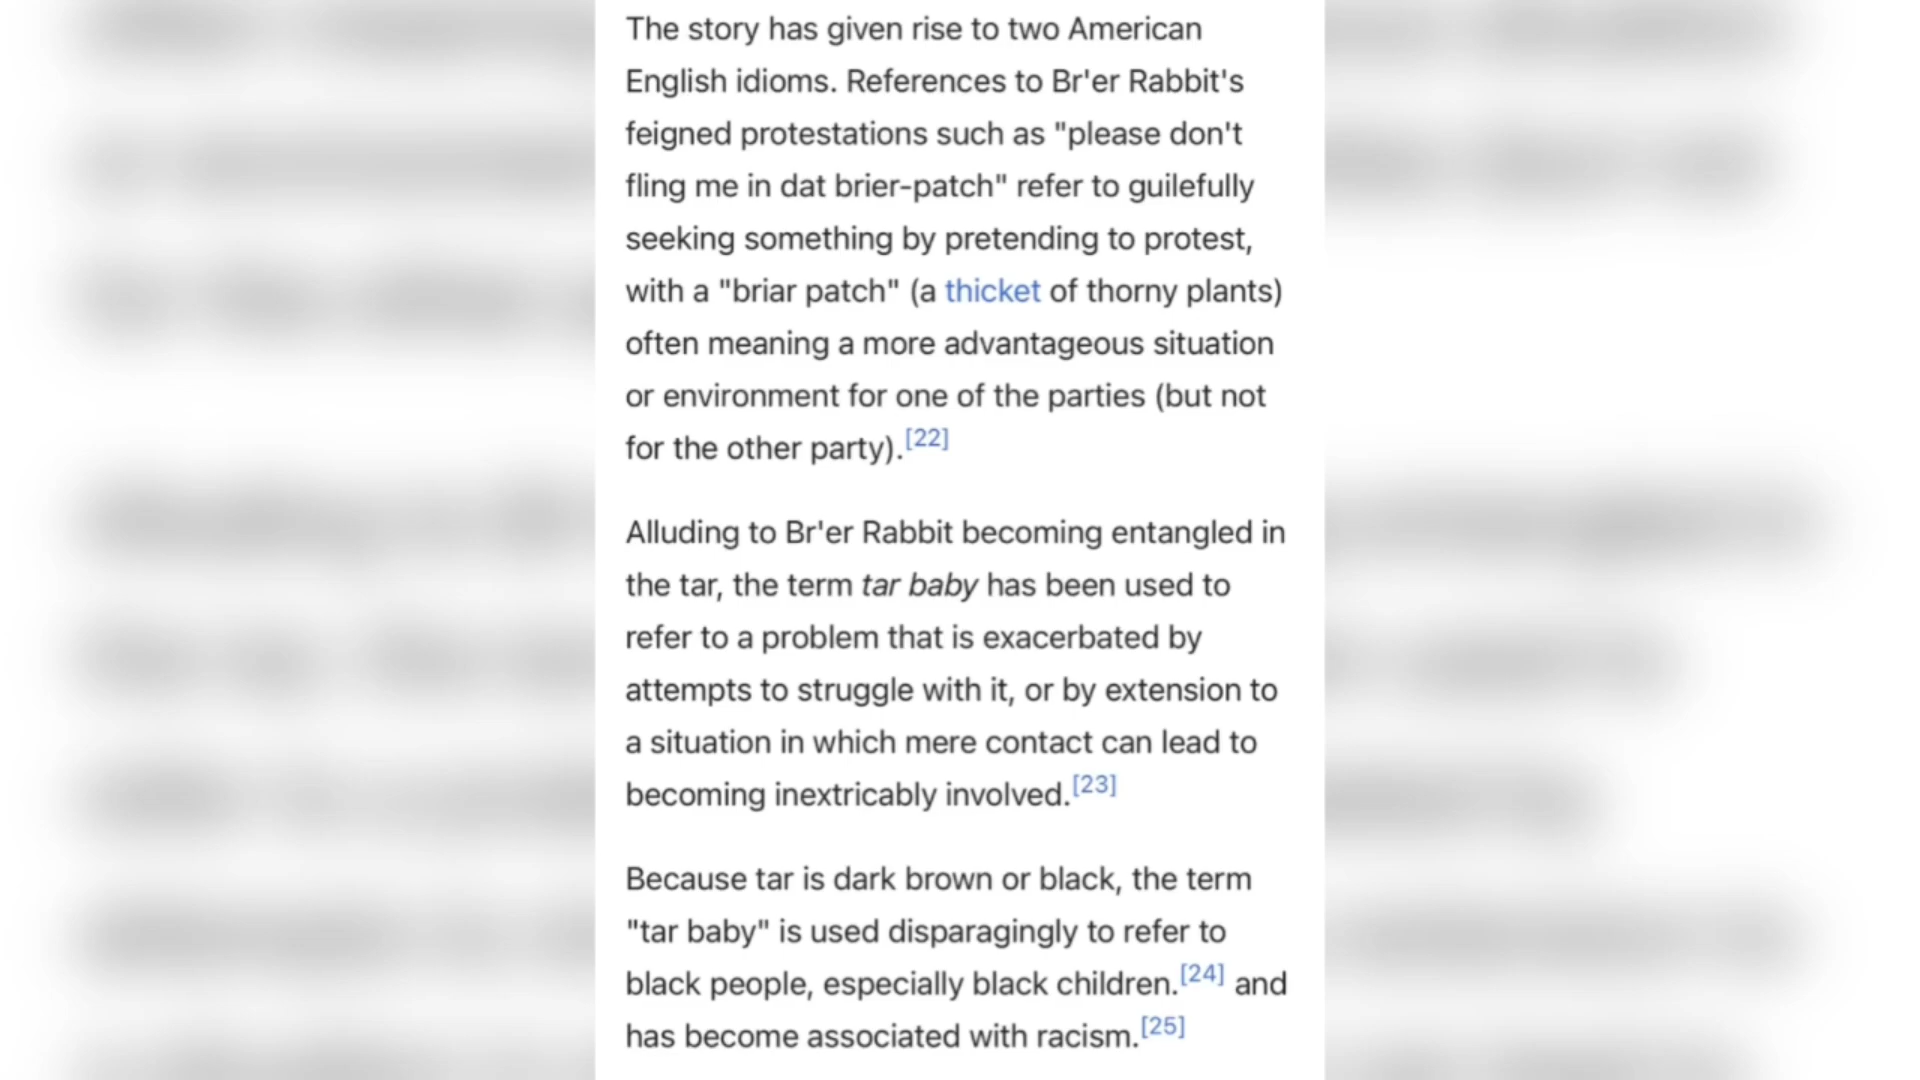 The story has given rise to two American
English idioms. References to Br'er Rabbit's
feigned protestations such as "please don't
fling me in dat brier-patch" refer to guilefully
seeking something by pretending to protest,
with a "briar patch" (a thicket of thorny plants)
often meaning a more advantageous situation
or environment for one of the parties (but not
for the other party).[22]
Alluding to Br'er Rabbit becoming entangled in
the tar, the term tar baby has been used to
refer to a problem that is exacerbated by
attempts to struggle with it, or by extension to
a situation in which mere contact can lead to
becoming inextricably involved.[23]
Because tar is dark brown or black, the term
"tar baby" is used disparagingly to refer to
black people, especially black children.[24] and
has become associated with racism.[25]